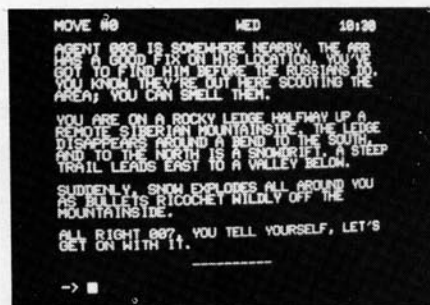 MOVE #0 WED 10:30
AGENT 003 IS SOMEWHERE NEARBY. THE ARB
HAS A GOOD FIX ON HIS LOCATION. YOU'VE
GOT TO FIND HIM BEFORE THE RUSSIANS DO.
YOU KNOW THEY'RE OUT HERE SCOUTING THE
AREA; YOU CAN SMELL THEM.
YOU ARE ON A ROCKY LEDGE HALFWAY UP A
REMOTE SIBERIAN MOUNTAINSIDE. THE LEDGE
DISAPPEARS AROUND A BEND TO THE SOUTH,
AND TO THE NORTH IS A SNOWDRIFT. A STEEP
TRAIL LEADS EAST TO A VALLEY BELOW.
SUDDENLY, SNOW EXPLODES ALL AROUND YOU
AS BULLETS RICOCHET WILDLY OFF THE
MOUNTAINSIDE.
ALL RIGHT 007, YOU TELL YOURSELF, LET'S
GET ON WITH IT.
----------
->